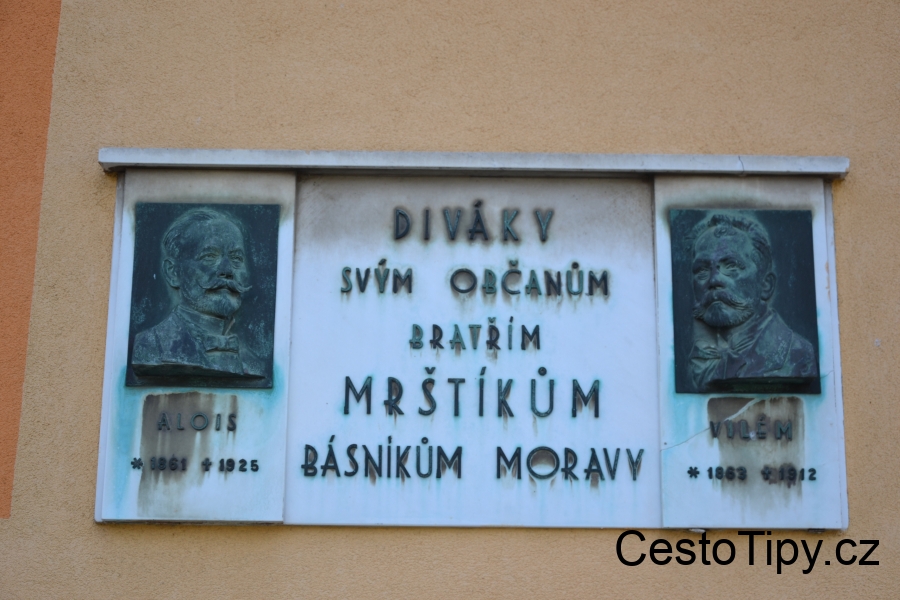 DIVÁKY
SVÝM OBČANŮM
BRATŘÍM
MRŠTÍKŮM
BÁSNÍKŮM MORAVY
ALOIS
* 1861 + 1925
VILÉM
* 1863 + 1912
CestoTipy.cz